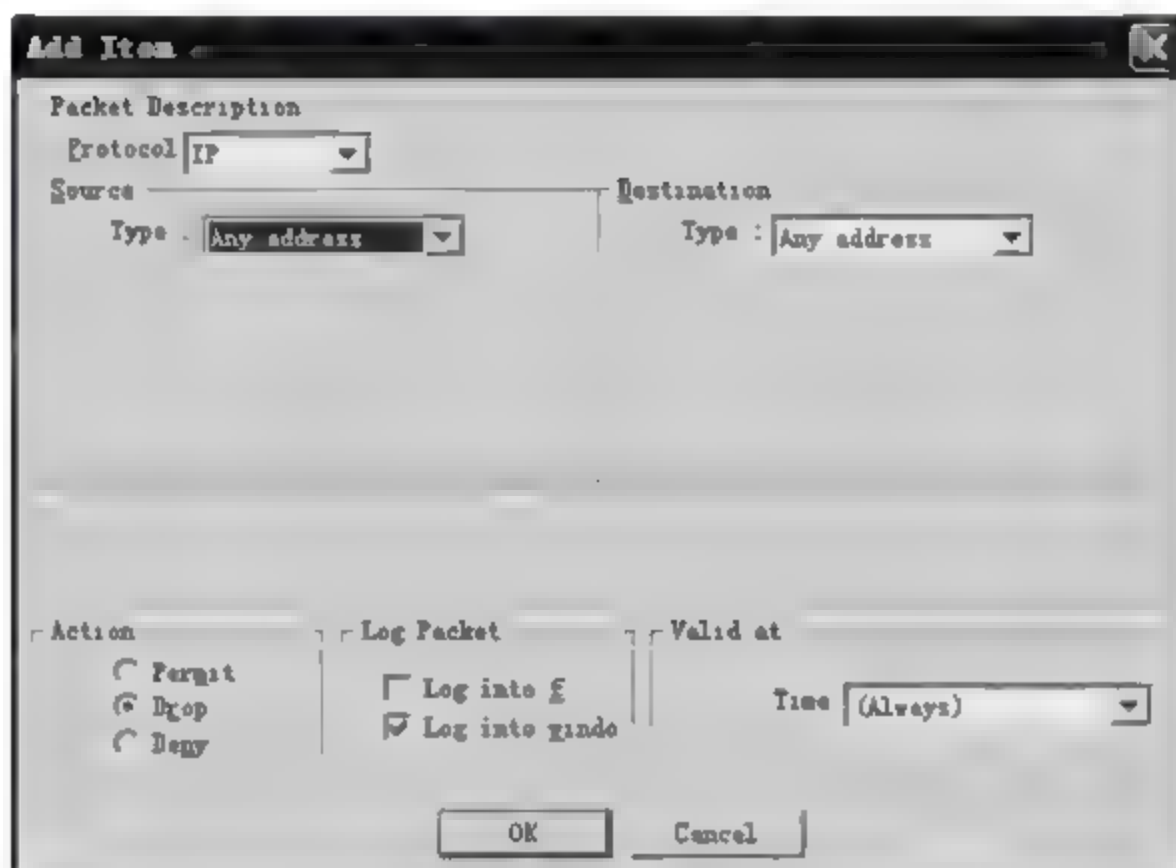 Add Item
Packet Description
Protocol IP
Source
Type : Any address
Destination
Type : Any address
Action
Permit
Drop
Deny
Log Packet
Log into f
Log into windo
Valid at
Time (Always)
OK
Cancel